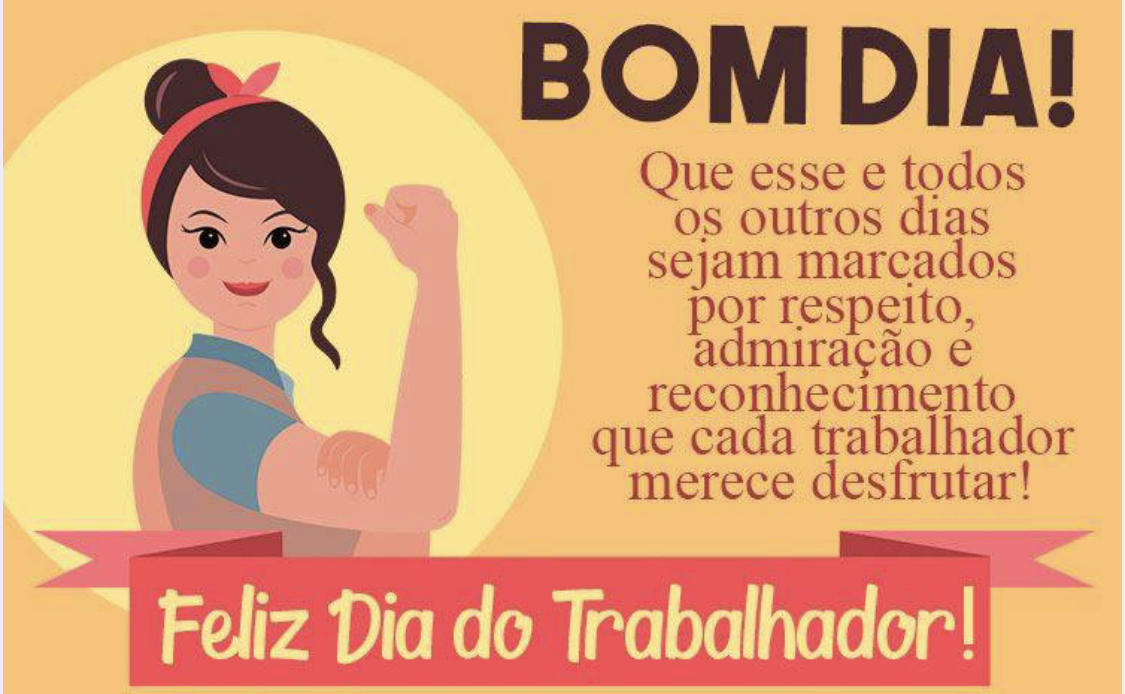 BOM DIA!
Que esse e todos
os outros dias
sejam marcados
por respeito,
admiração e
reconhecimento
que cada trabalhador
merece desfrutar!
Feliz Dia do Trabalhador!